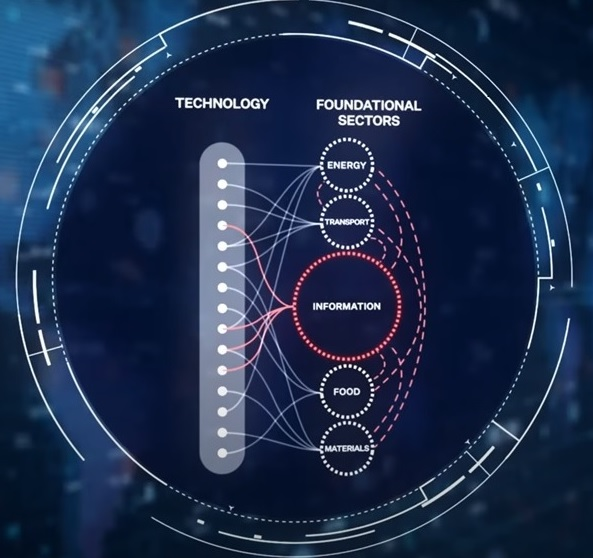 TECHNOLOGY
FOUNDATIONAL
SECTORS
ENERGY
TRANSPORT
INFORMATION
FOOD
MATERIALS